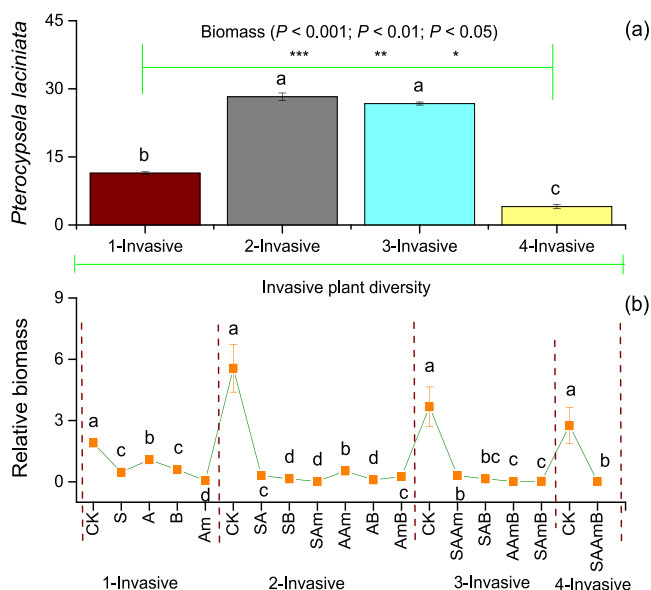 (a)
Biomass (P < 0.001; P < 0.01; P < 0.05)
*** ** *
Pterocypsela laciniata
45
30
15
0
b a a c
1-Invasive 2-Invasive 3-Invasive 4-Invasive
Invasive plant diversity
(b)
Relative biomass
9
6
3
0
a c b b d
a c d d b d c
a b bc c c
a b
CK S A B Am CK SA SB SAm AAm AB AmB CK SAAm SAB AAmB SAmB CK SAAmB
1-Invasive 2-Invasive 3-Invasive 4-Invasive